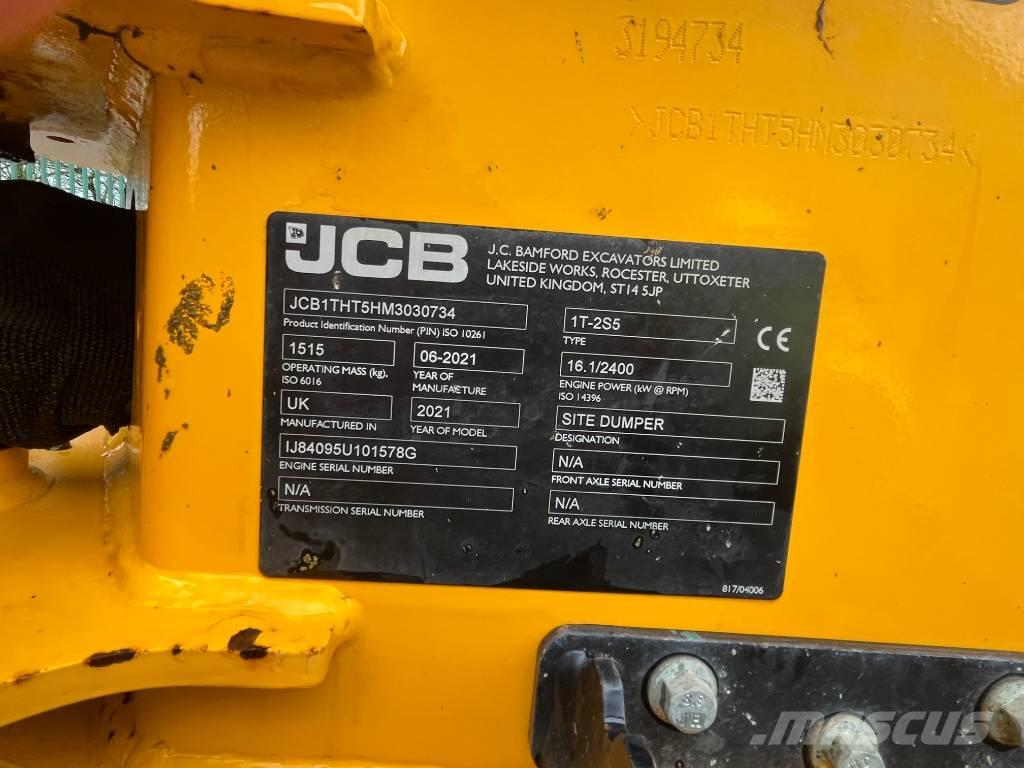 3194734
>JCB1THT5HM3030734<
JCB
J.C. BAMFORD EXCAVATORS LIMITED
LAKESIDE WORKS, ROCESTER, UTTOXETER
UNITED KINGDOM, ST14 5JP
JCB1THT5HM3030734
Product Identification Number (PIN) ISO 10261
1515
OPERATING MASS (kg),
ISO 6016
06-2021
YEAR OF
MANUFACTURE
UK
MANUFACTURED IN
2021
YEAR OF MODEL
IJ84095U101578G
ENGINE SERIAL NUMBER
N/A
TRANSMISSION SERIAL NUMBER
1T-2S5
TYPE
CE
16.1/2400
ENGINE POWER (kW @ RPM)
ISO 14396
SITE DUMPER
DESIGNATION
N/A
FRONT AXLE SERIAL NUMBER
N/A
REAR AXLE SERIAL NUMBER
817/04006
mascus